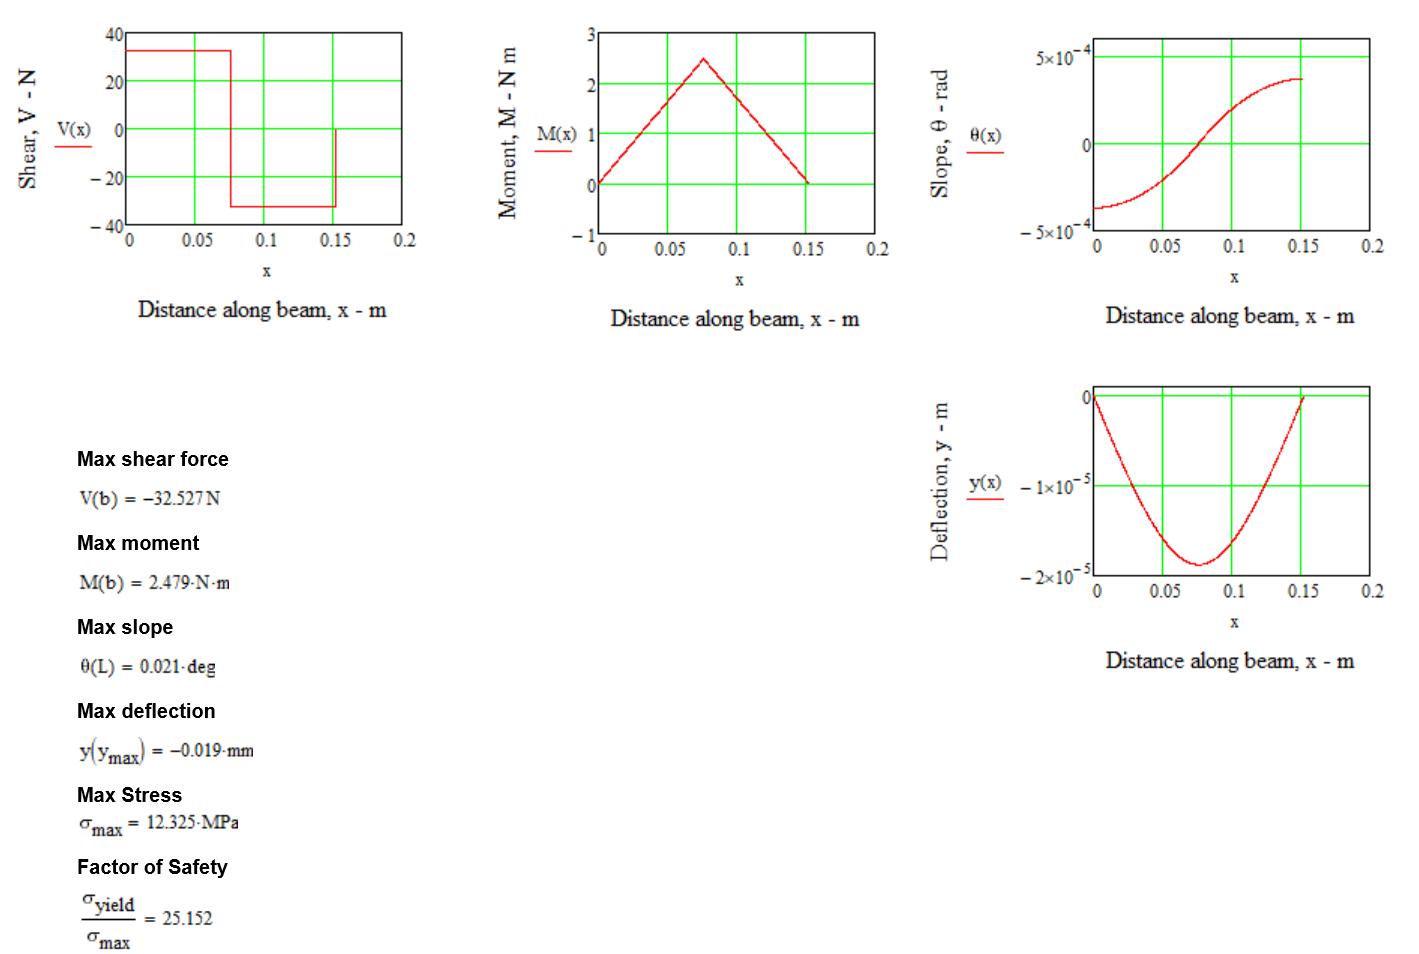 Shear, V - N
V(x)
40
20
0
−20
−40
0 0.05 0.1 0.15 0.2
x
Distance along beam, x - m
Moment, M - N m
M(x)
3
2
1
0
−1
0 0.05 0.1 0.15 0.2
x
Distance along beam, x - m
Slope, θ - rad
θ(x)
5×10⁻⁴
0
−5×10⁻⁴
0 0.05 0.1 0.15 0.2
x
Distance along beam, x - m
Deflection, y - m
y(x)
0
−1×10⁻⁵
−2×10⁻⁵
0 0.05 0.1 0.15 0.2
x
Distance along beam, x - m
Max shear force
V(b) = −32.527 N
Max moment
M(b) = 2.479·N·m
Max slope
θ(L) = 0.021·deg
Max deflection
y(ymax) = −0.019·mm
Max Stress
σmax = 12.325·MPa
Factor of Safety
σyield
σmax = 25.152